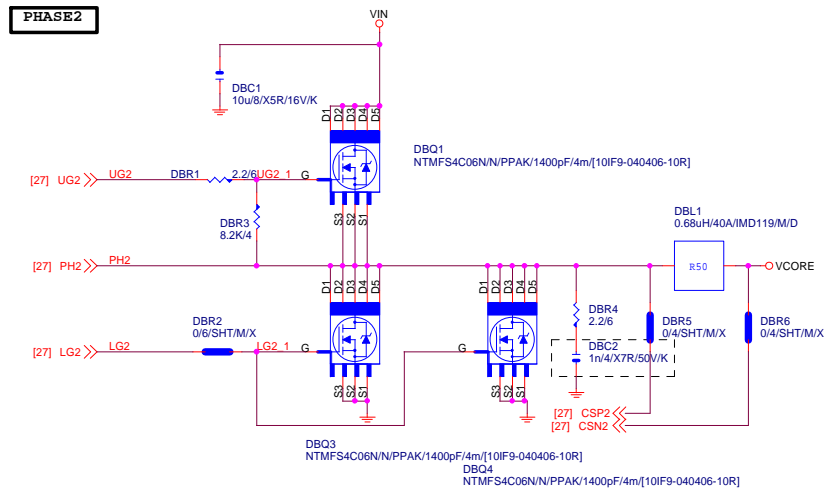 PHASE2
VIN
DBC1
10u/8/X5R/16V/K
D1
D2
D3
D4
D5
DBQ1
NTMFS4C06N/N/PPAK/1400pF/4m/[10IF9-040406-10R]
[27] UG2
UG2
DBR1
2.2/6
UG2_1
G
S3
S2
S1
DBR3
8.2K/4
DBL1
0.68uH/40A/IMD119/M/D
R50
VCORE
[27] PH2
PH2
D1
D2
D3
D4
D5
D1
D2
D3
D4
D5
DBR2
0/6/SHT/M/X
[27] LG2
LG2
LG2_1
G
G
DBR4
2.2/6
DBR5
0/4/SHT/M/X
DBR6
0/4/SHT/M/X
DBC2
1n/4/X7R/50V/K
S3
S2
S1
S3
S2
S1
[27] CSP2
[27] CSN2
DBQ3
NTMFS4C06N/N/PPAK/1400pF/4m/[10IF9-040406-10R]
DBQ4
NTMFS4C06N/N/PPAK/1400pF/4m/[10IF9-040406-10R]